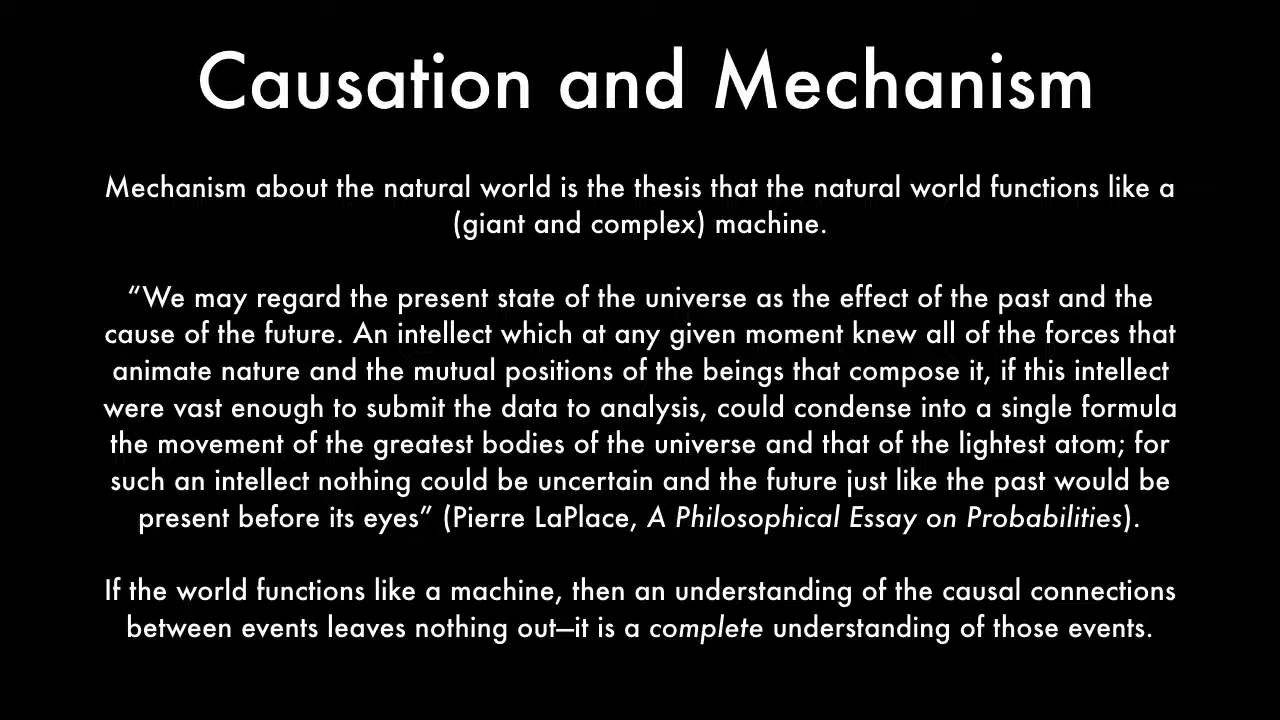 Causation and Mechanism
Mechanism about the natural world is the thesis that the natural world functions like a
(giant and complex) machine.
“We may regard the present state of the universe as the effect of the past and the
cause of the future. An intellect which at any given moment knew all of the forces that
animate nature and the mutual positions of the beings that compose it, if this intellect
were vast enough to submit the data to analysis, could condense into a single formula
the movement of the greatest bodies of the universe and that of the lightest atom; for
such an intellect nothing could be uncertain and the future just like the past would be
present before its eyes” (Pierre LaPlace, A Philosophical Essay on Probabilities).
If the world functions like a machine, then an understanding of the causal connections
between events leaves nothing out—it is a complete understanding of those events.